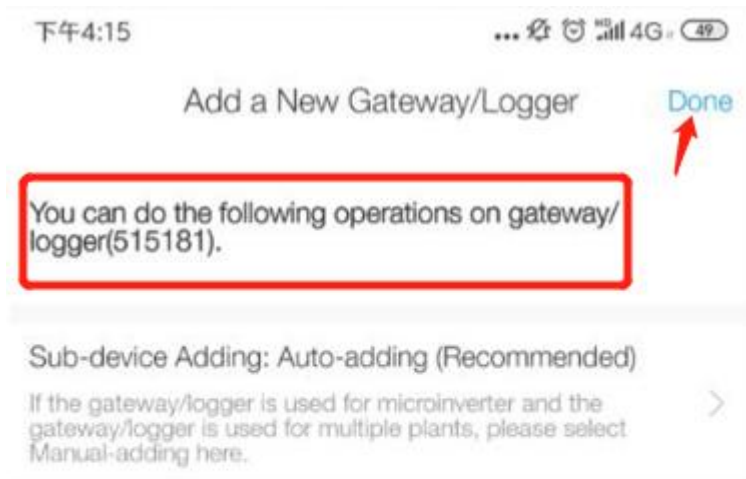 下午4:15 ... HD 4G 49
Add a New Gateway/Logger Done
You can do the following operations on gateway/
logger(515181).
Sub-device Adding: Auto-adding (Recommended)
If the gateway/logger is used for microinverter and the
gateway/logger is used for multiple plants, please select
Manual-adding here.